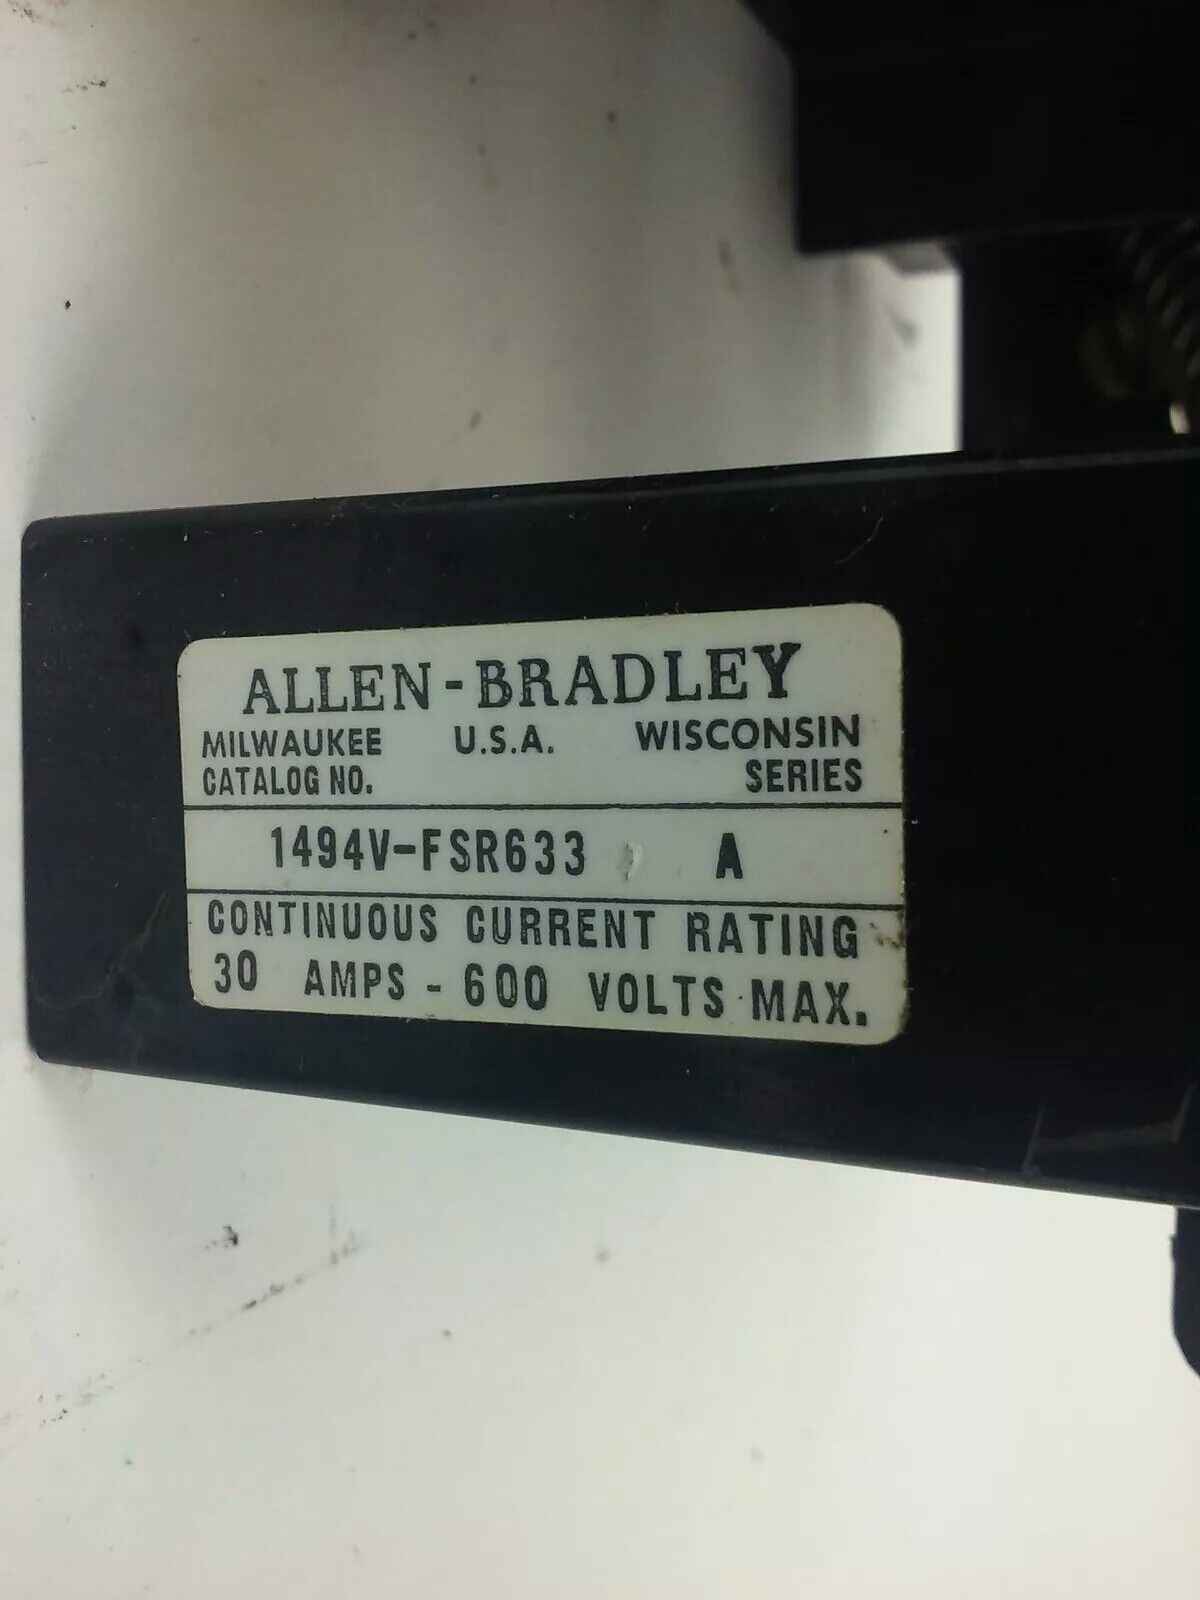 ALLEN-BRADLEY
MILWAUKEE U.S.A. WISCONSIN
CATALOG NO. SERIES
1494V-FSR633 A
CONTINUOUS CURRENT RATING
30 AMPS - 600 VOLTS MAX.